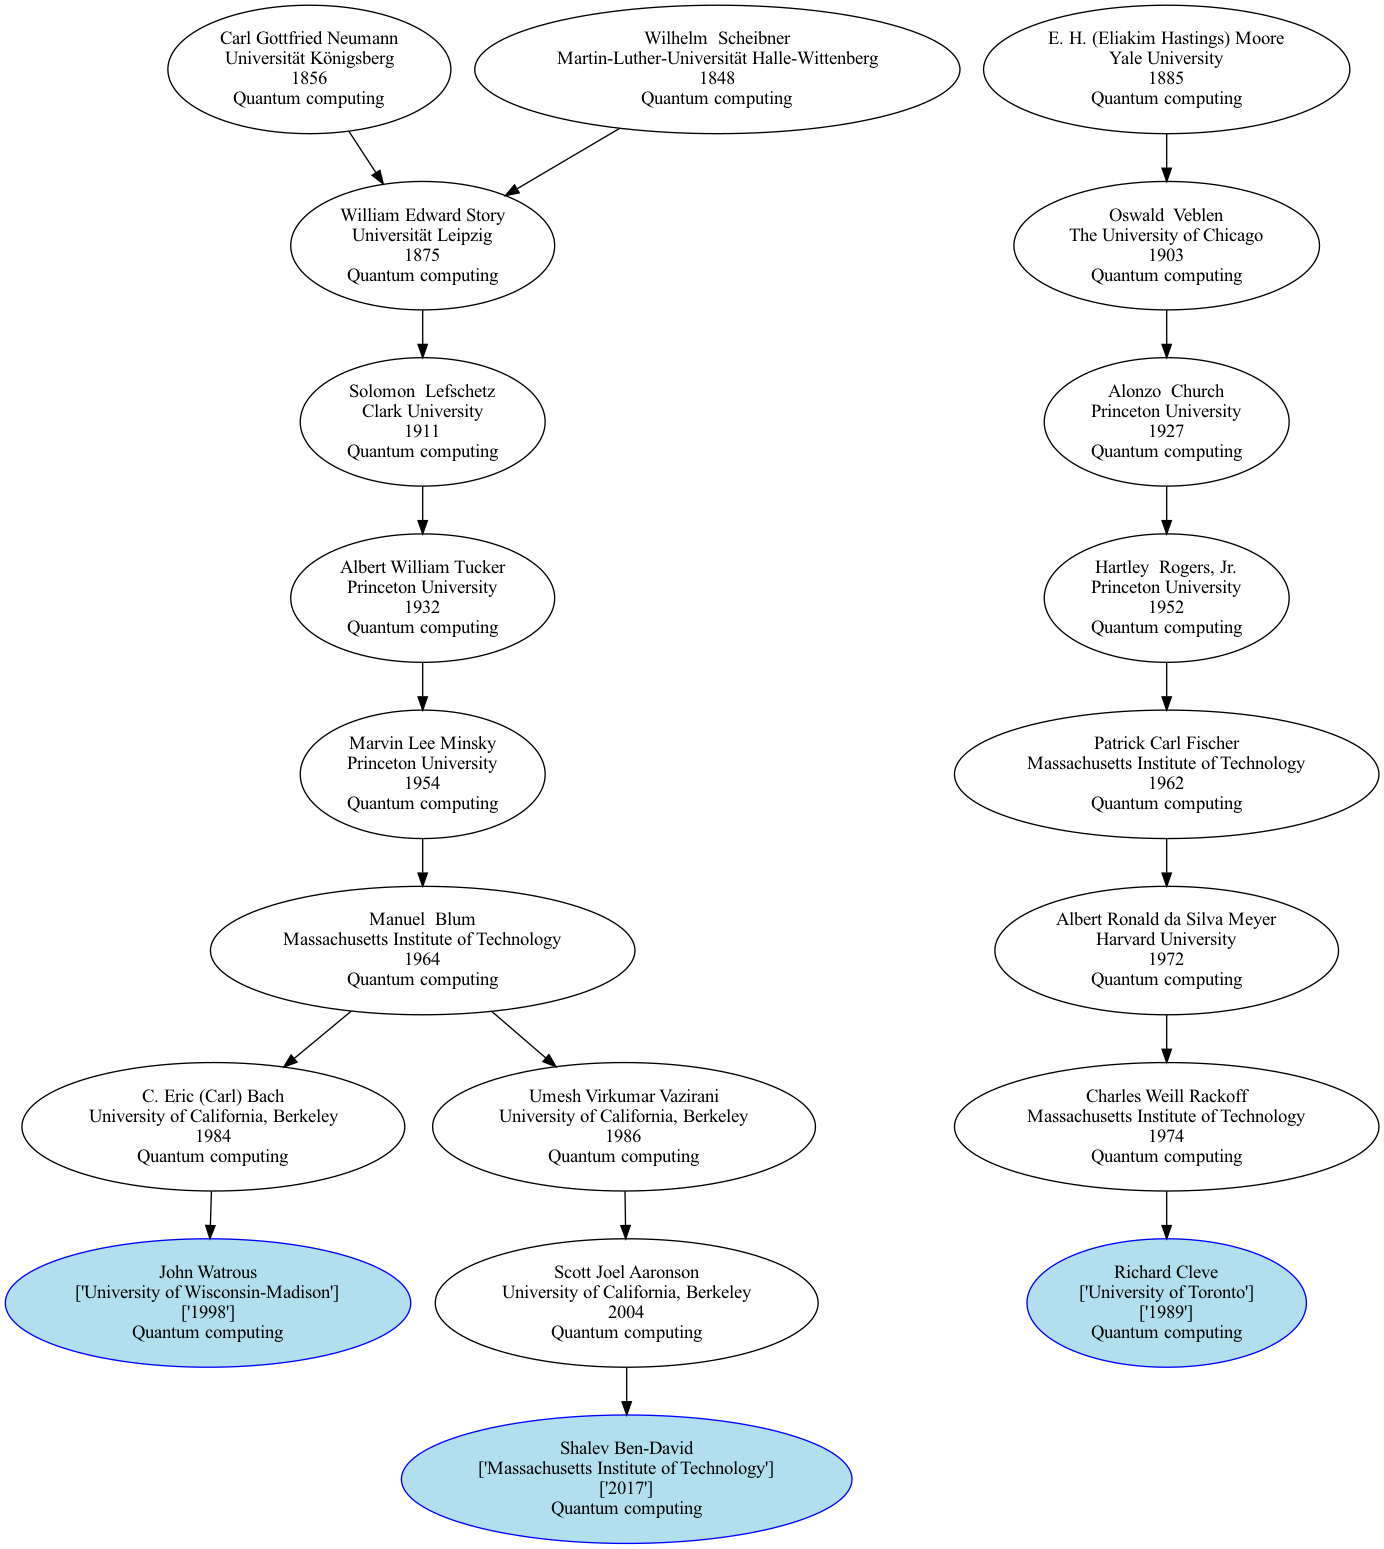 Carl Gottfried Neumann
Universität Königsberg
1856
Quantum computing
Wilhelm  Scheibner
Martin-Luther-Universität Halle-Wittenberg
1848
Quantum computing
E. H. (Eliakim Hastings) Moore
Yale University
1885
Quantum computing
William Edward Story
Universität Leipzig
1875
Quantum computing
Oswald  Veblen
The University of Chicago
1903
Quantum computing
Solomon  Lefschetz
Clark University
1911
Quantum computing
Alonzo  Church
Princeton University
1927
Quantum computing
Albert William Tucker
Princeton University
1932
Quantum computing
Hartley  Rogers, Jr.
Princeton University
1952
Quantum computing
Marvin Lee Minsky
Princeton University
1954
Quantum computing
Patrick Carl Fischer
Massachusetts Institute of Technology
1962
Quantum computing
Manuel  Blum
Massachusetts Institute of Technology
1964
Quantum computing
Albert Ronald da Silva Meyer
Harvard University
1972
Quantum computing
C. Eric (Carl) Bach
University of California, Berkeley
1984
Quantum computing
Umesh Virkumar Vazirani
University of California, Berkeley
1986
Quantum computing
Charles Weill Rackoff
Massachusetts Institute of Technology
1974
Quantum computing
John Watrous
['University of Wisconsin-Madison']
['1998']
Quantum computing
Scott Joel Aaronson
University of California, Berkeley
2004
Quantum computing
Richard Cleve
['University of Toronto']
['1989']
Quantum computing
Shalev Ben-David
['Massachusetts Institute of Technology']
['2017']
Quantum computing